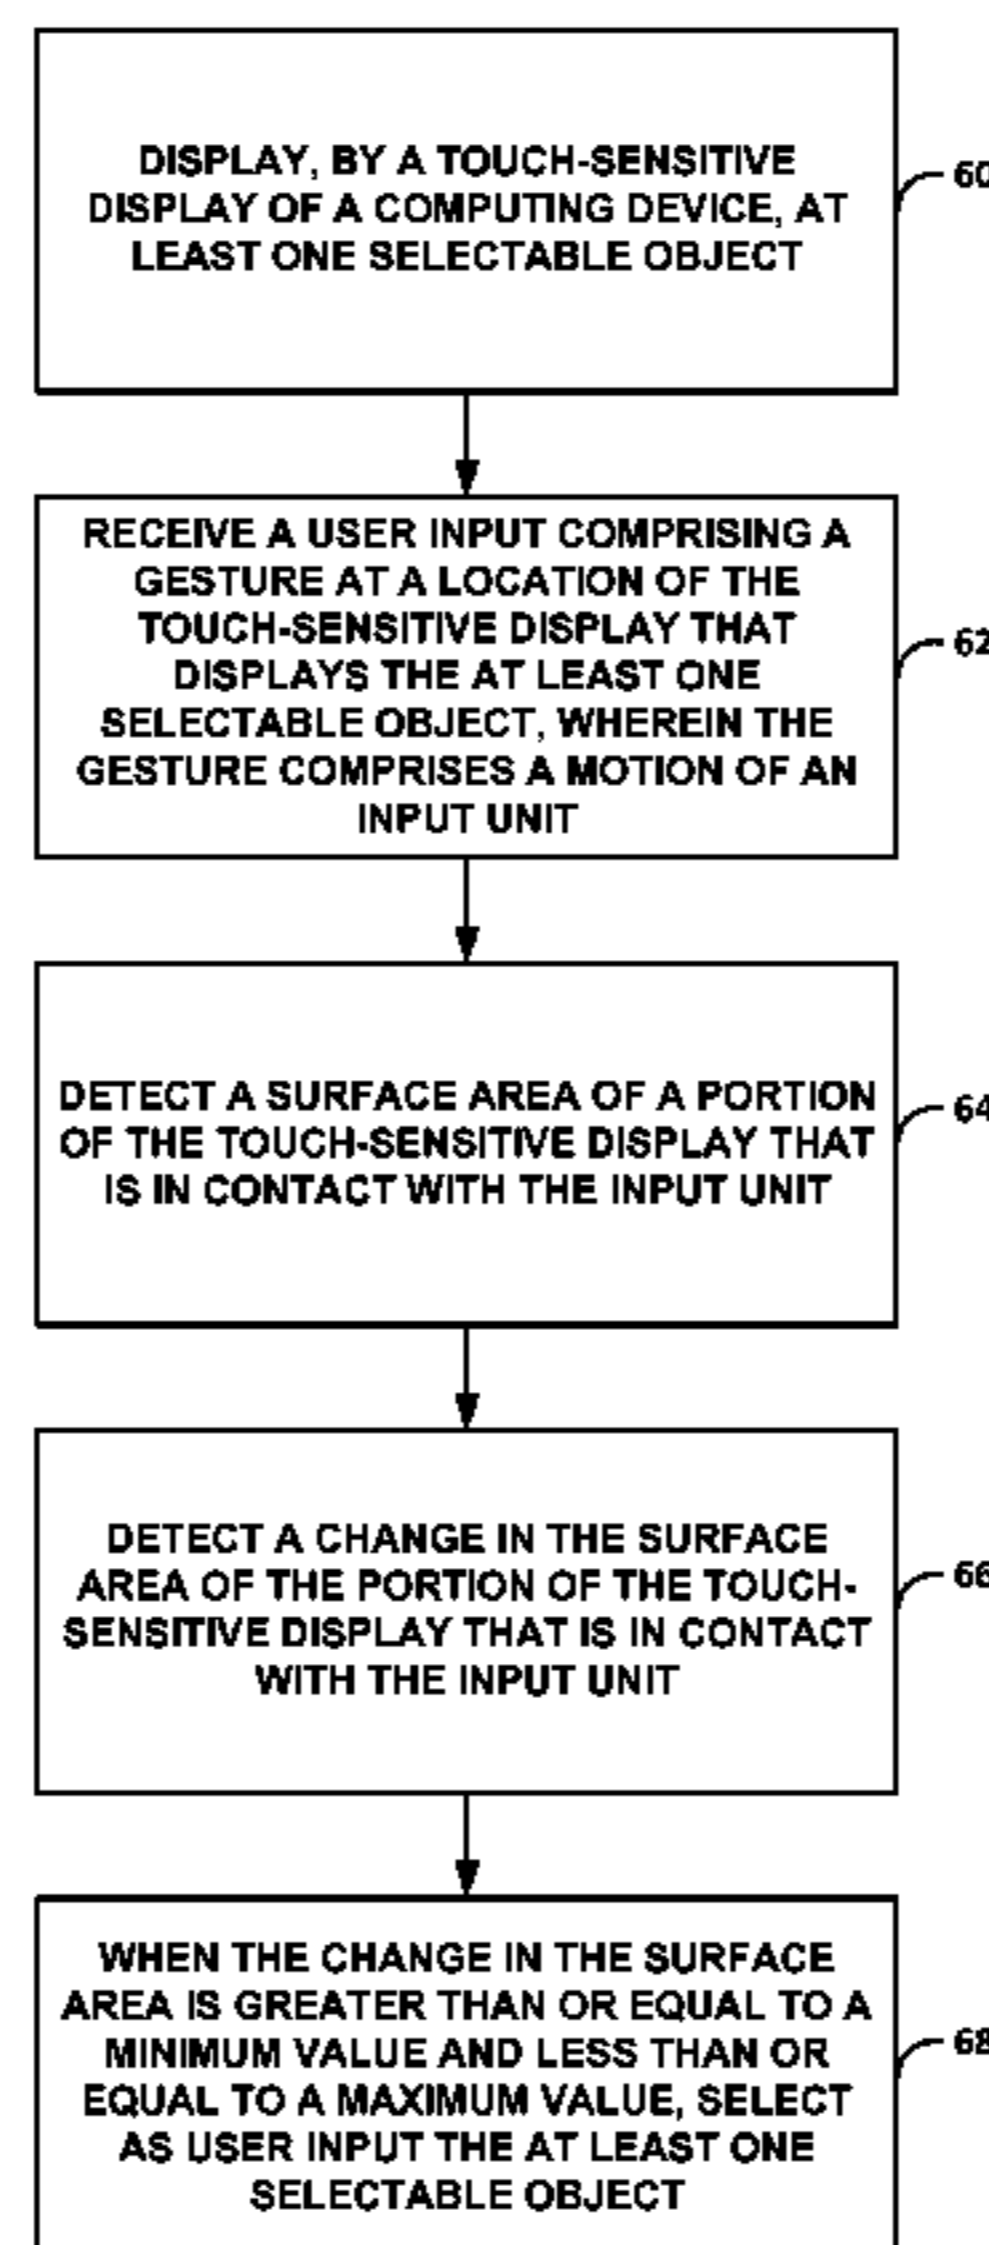 DISPLAY, BY A TOUCH-SENSITIVE
DISPLAY OF A COMPUTING DEVICE, AT
LEAST ONE SELECTABLE OBJECT
60
RECEIVE A USER INPUT COMPRISING A
GESTURE AT A LOCATION OF THE
TOUCH-SENSITIVE DISPLAY THAT
DISPLAYS THE AT LEAST ONE
SELECTABLE OBJECT, WHEREIN THE
GESTURE COMPRISES A MOTION OF AN
INPUT UNIT
62
DETECT A SURFACE AREA OF A PORTION
OF THE TOUCH-SENSITIVE DISPLAY THAT
IS IN CONTACT WITH THE INPUT UNIT
64
DETECT A CHANGE IN THE SURFACE
AREA OF THE PORTION OF THE TOUCH-
SENSITIVE DISPLAY THAT IS IN CONTACT
WITH THE INPUT UNIT
66
WHEN THE CHANGE IN THE SURFACE
AREA IS GREATER THAN OR EQUAL TO A
MINIMUM VALUE AND LESS THAN OR
EQUAL TO A MAXIMUM VALUE, SELECT
AS USER INPUT THE AT LEAST ONE
SELECTABLE OBJECT
68